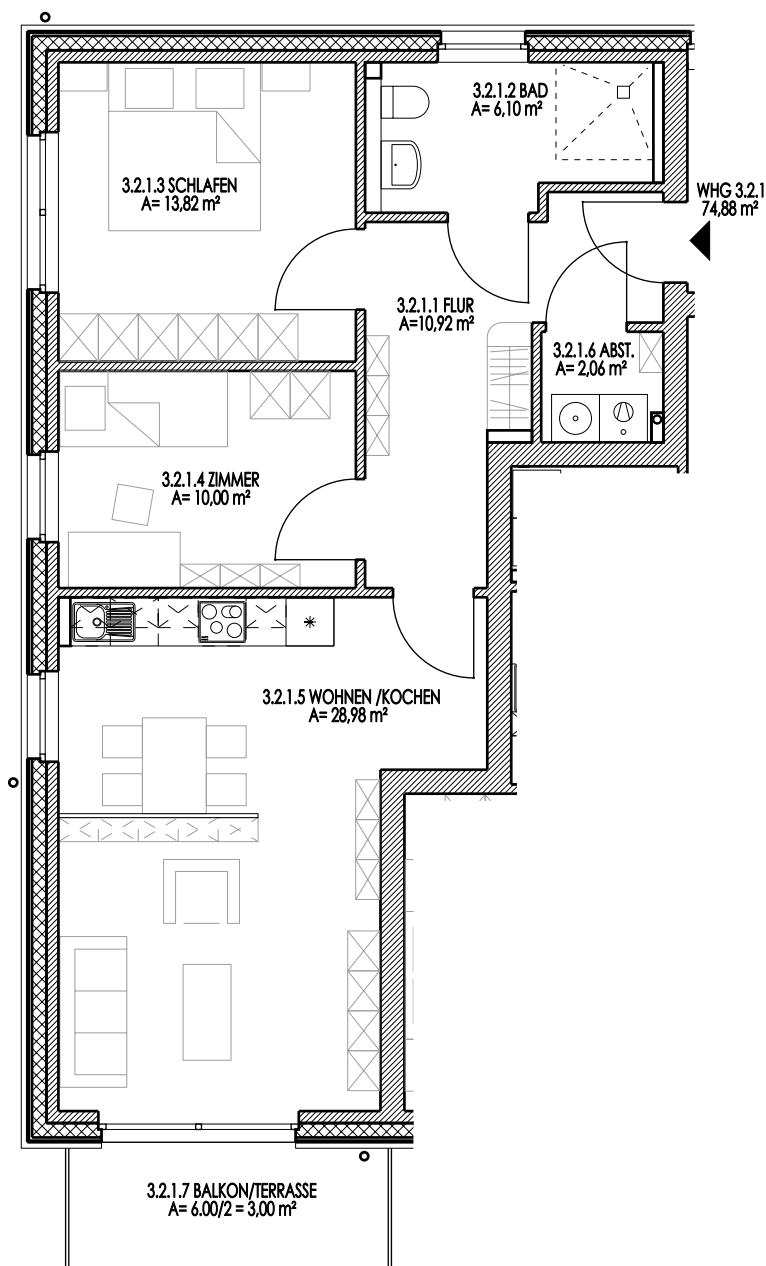 3.2.1.2 BAD
A= 6,10 m²
3.2.1.3 SCHLAFEN
A= 13,82 m²
WHG 3.2.1
74,88 m²
3.2.1.1 FLUR
A=10,92 m²
3.2.1.6 ABST.
A= 2,06 m²
3.2.1.4 ZIMMER
A= 10,00 m²
3.2.1.5 WOHNEN /KOCHEN
A= 28,98 m²
3.2.1.7 BALKON/TERRASSE
A= 6.00/2 = 3,00 m²